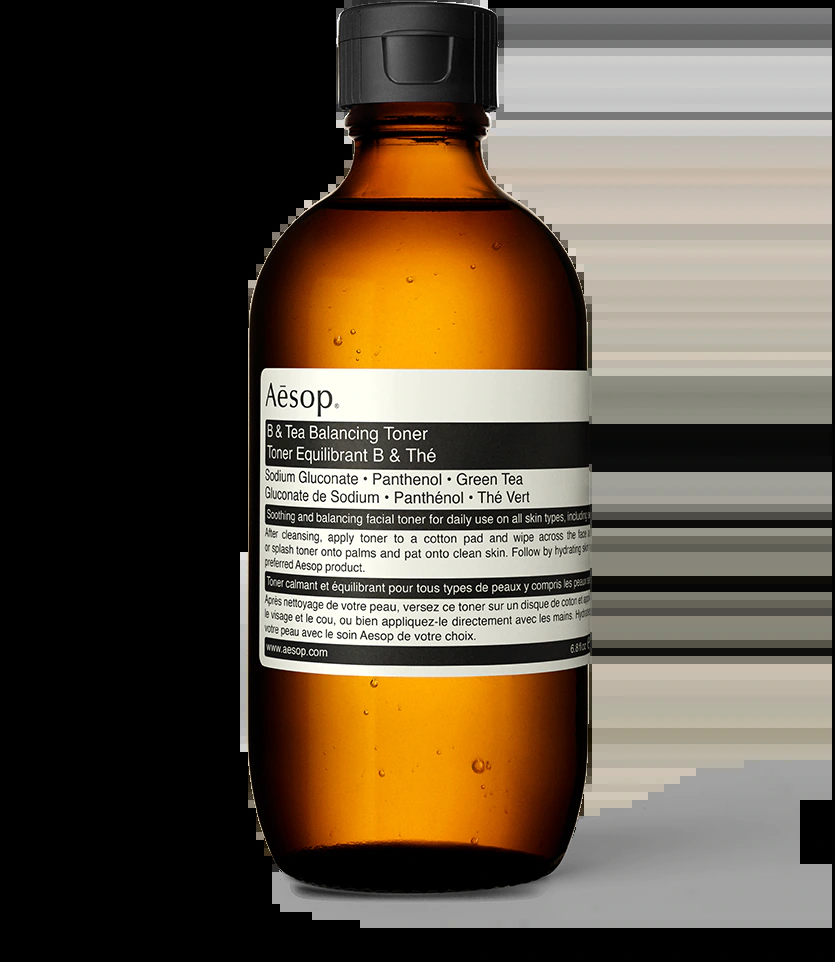 Aēsop®
B & Tea Balancing Toner
Toner Equilibrant B & Thé
Sodium Gluconate • Panthenol • Green Tea
Gluconate de Sodium • Panthénol • Thé Vert
Soothing and balancing facial toner for daily use on all skin types, including
After cleansing, apply toner to a cotton pad and wipe across the face
or splash toner onto palms and pat onto clean skin. Follow by hydrating
preferred Aesop product.
Toner calmant et équilibrant pour tous types de peaux y compris les peaux
Après nettoyage de votre peau, versez ce toner sur un disque de coton et
le visage et le cou, ou bien appliquez-le directement avec les mains.
votre peau avec le soin Aesop de votre choix.
www.aesop.com 6.8 fl oz